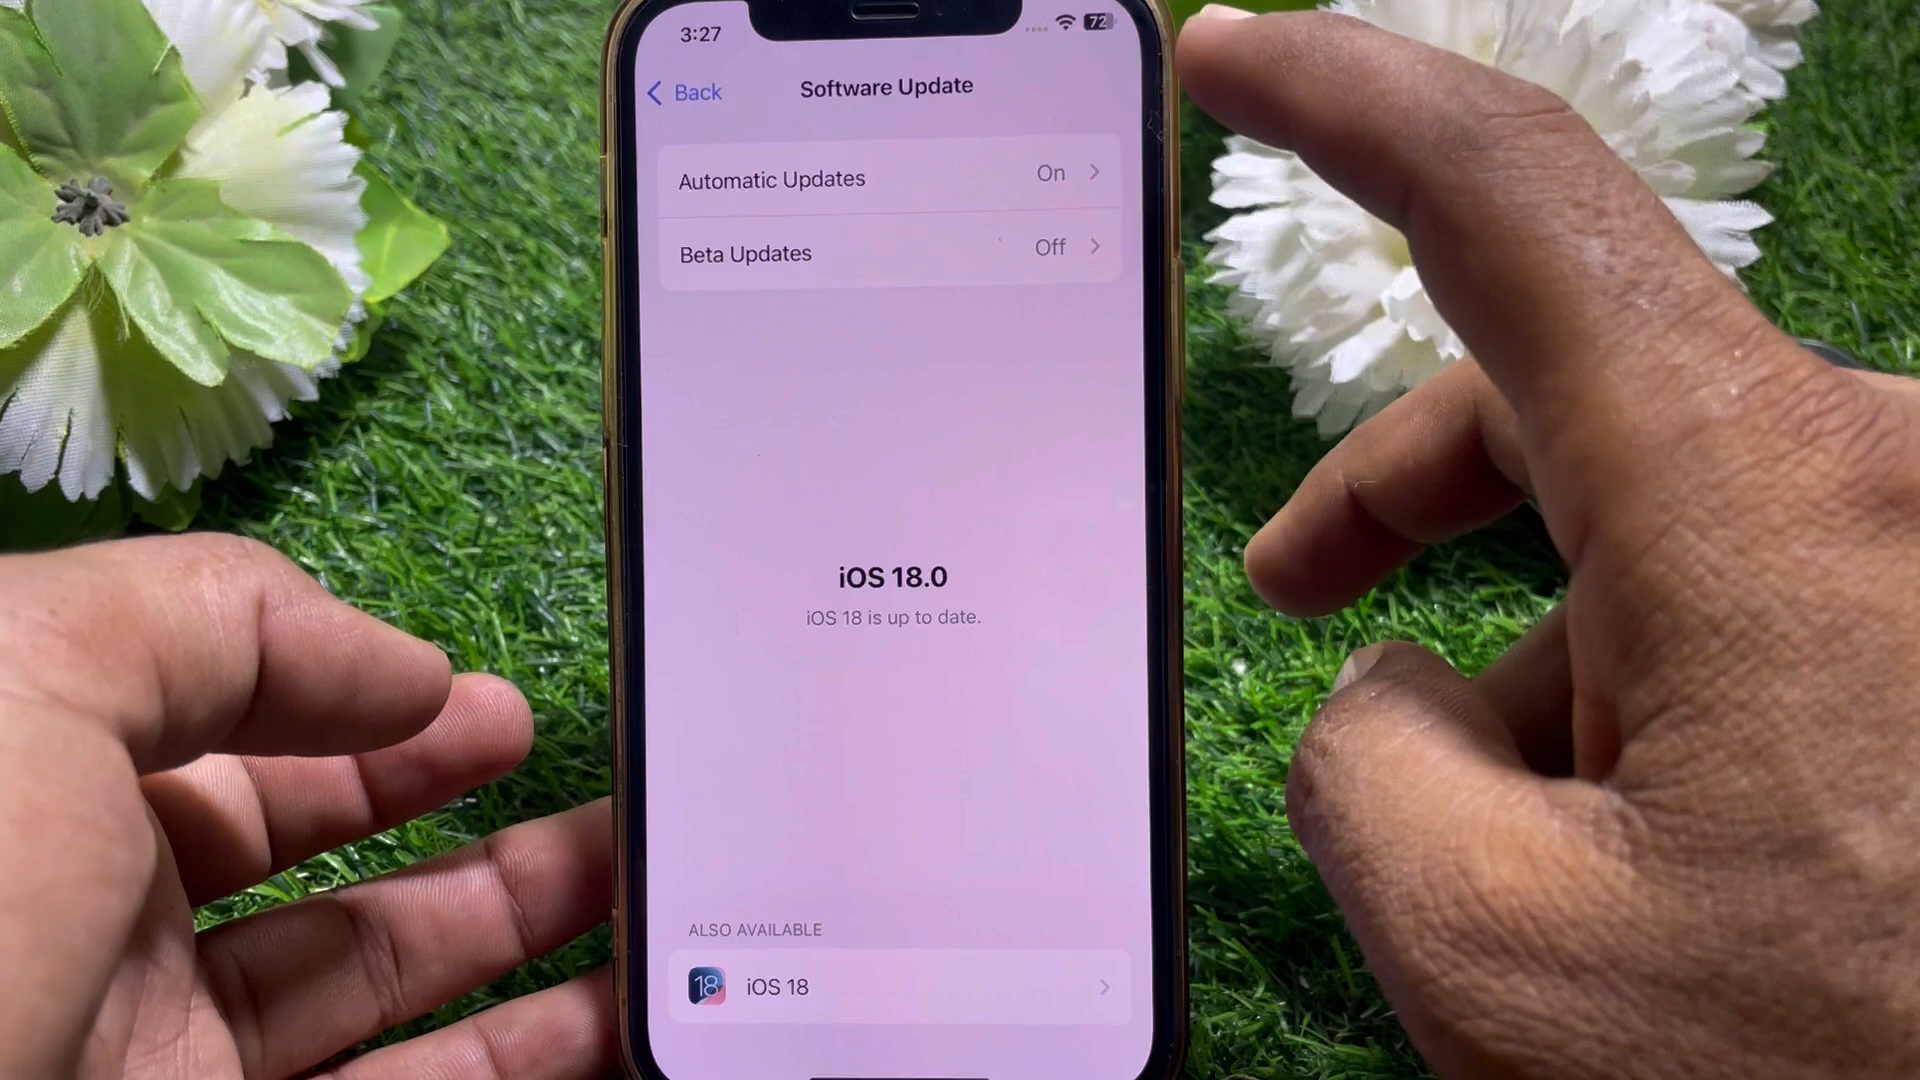 3:27
72
Back
Software Update
Automatic Updates On
Beta Updates Off
iOS 18.0
iOS 18 is up to date.
ALSO AVAILABLE
18 iOS 18